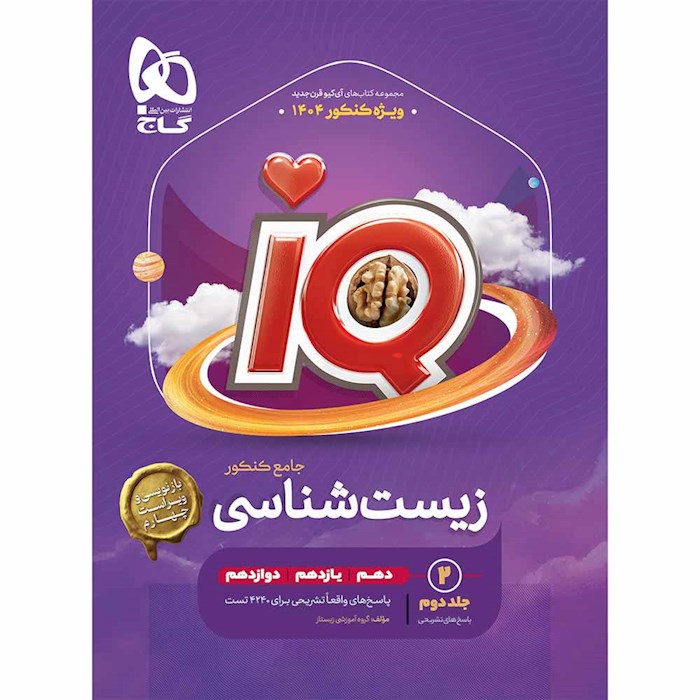 انتشارات بین‌المللی
گاج
مجموعه کتاب‌های آی‌کیو قرن جدید
ویژه کنکور ۱۴۰۴
iQ
جامع کنکور
زیست‌شناسی
بازنویسی و
ویراست
چهارم
دهم | یازدهم | دوازدهم
۲
جلد دوم
پاسخ‌های تشریحی
پاسخ‌های واقعاً تشریحی برای ۴۲۴۰ تست
مؤلف: گروه آموزشی زیستاز